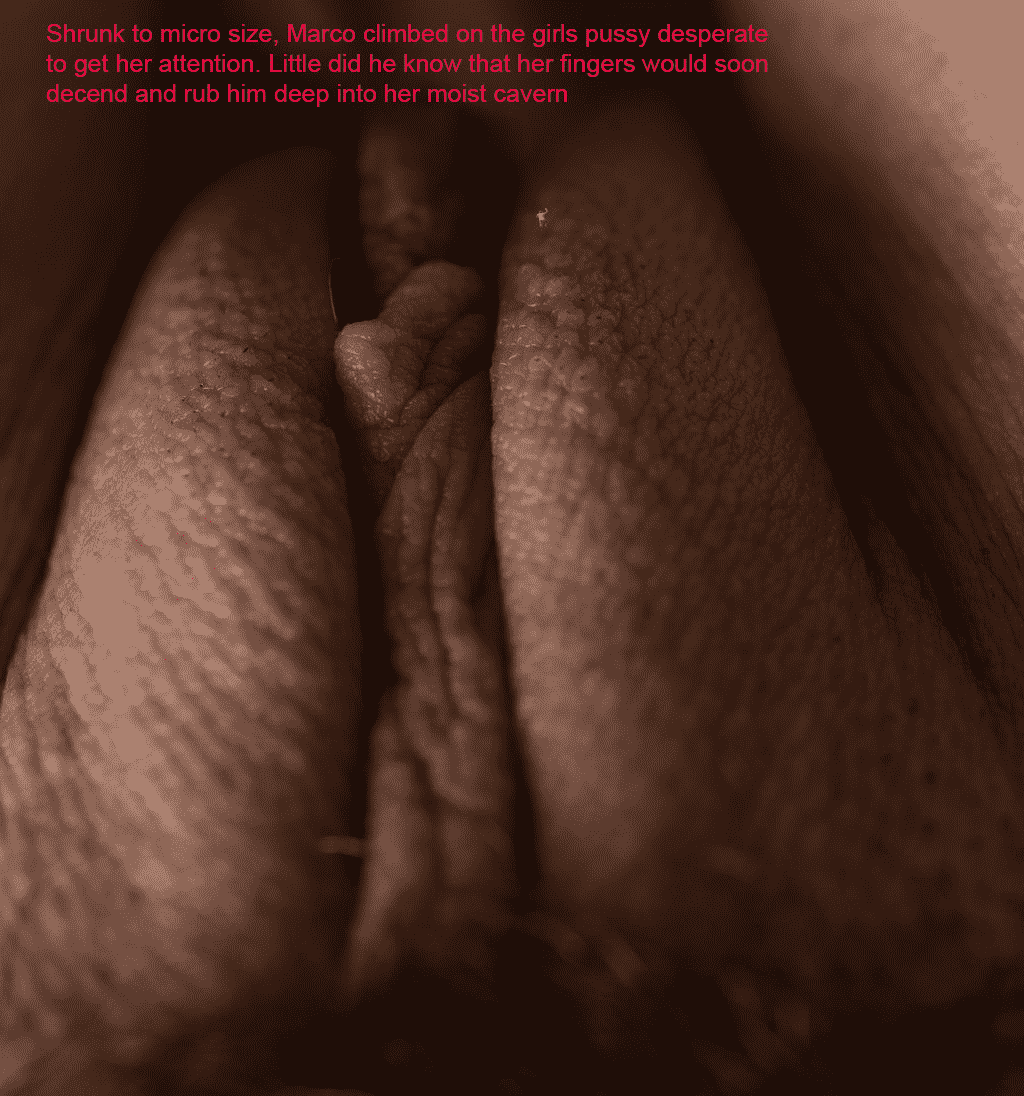 Shrunk to micro size, Marco climbed on the girls pussy desperate
to get her attention. Little did he know that her fingers would soon
decend and rub him deep into her moist cavern